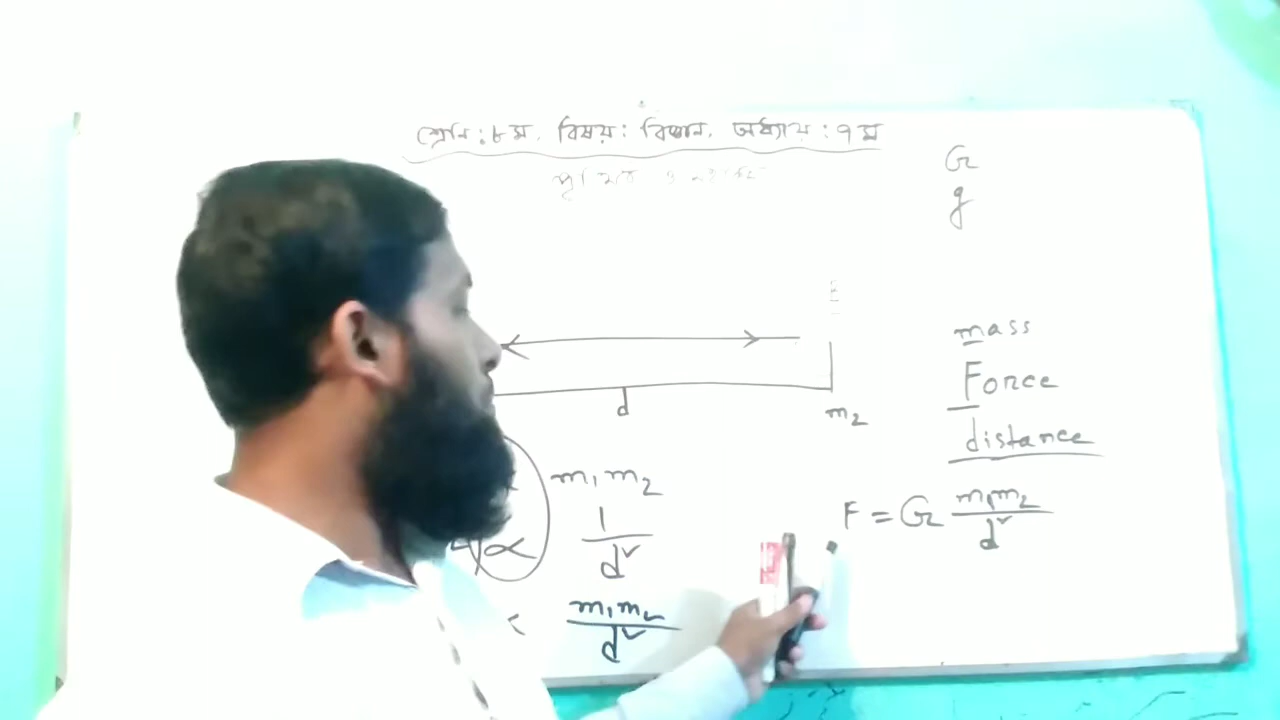 শ্রেনি: ৮ম. বিষয়: বিজ্ঞান. অধ্যায়: ৭ম
G
g
mass
Force
d
m₂
distance
m₁m₂
F = G m₁m₂/d²
α 1/d²
m₁m₂/d²